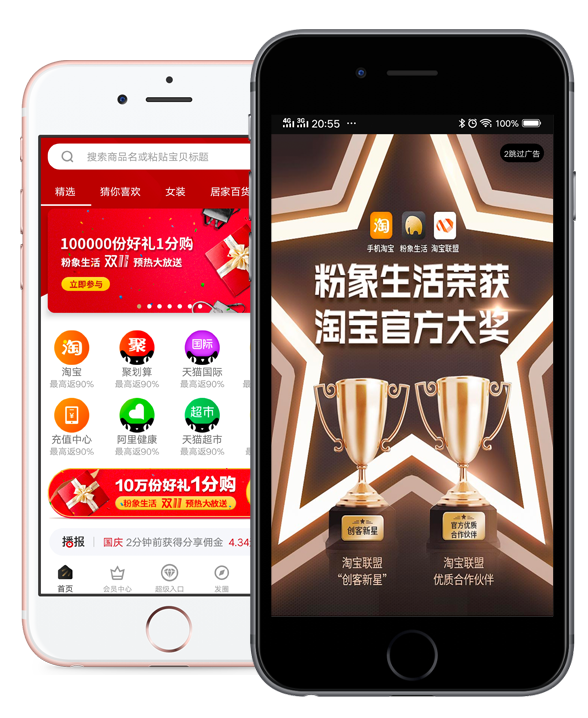 搜索商品名或粘贴宝贝标题
精选 猜你喜欢 女装 居家百货
100000份好礼1分购
粉象生活 双11 预热大放送
立即参与
淘 聚 国际
淘宝 聚划算 天猫国际
最高返90% 最高返90% 最高返90%
超市
充值中心 阿里健康 天猫超市
最高返90% 最高返90% 最高返90%
10万份好礼1分购
粉象生活 双11 预热大放送
播报 国庆 2分钟前获得分享佣金 4.34
首页 会员中心 超级入口 发圈
4G 3G 20:55 ··· 100%
2跳过广告
淘
手机淘宝 粉象生活 淘宝联盟
粉象生活荣获
淘宝官方大奖
创客新星
官方优质
合作伙伴
淘宝联盟
“创客新星”
淘宝联盟
优质合作伙伴